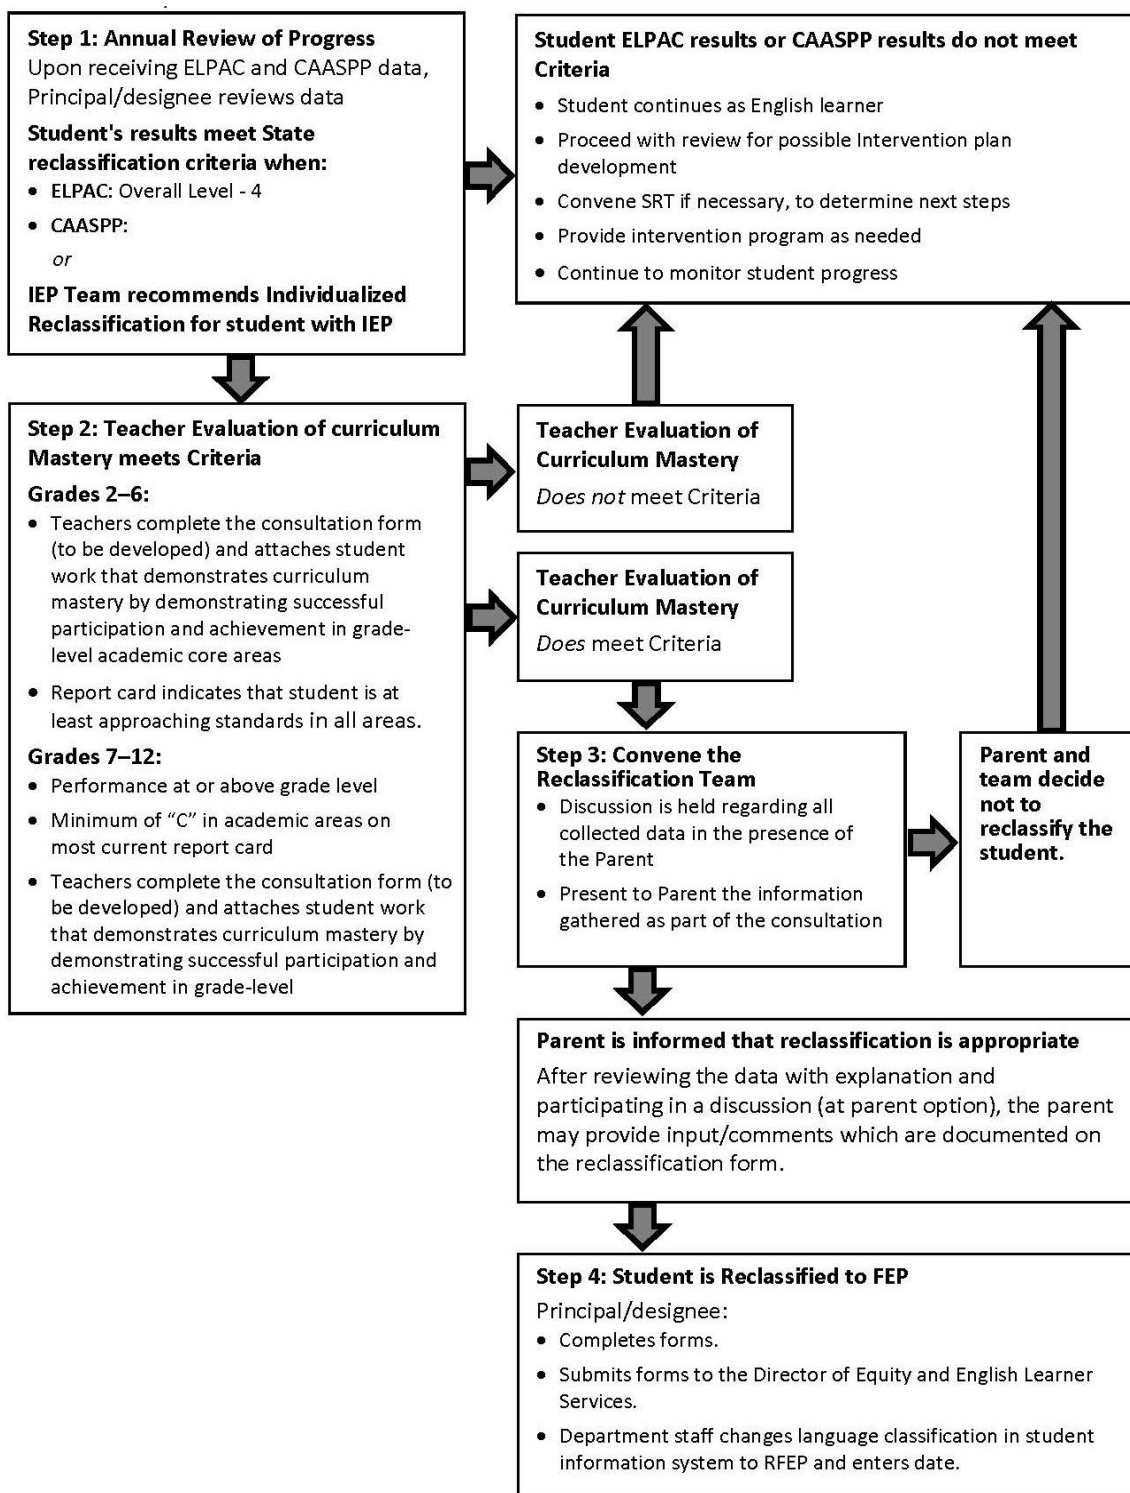 Step 1: Annual Review of Progress
Upon receiving ELPAC and CAASPP data,
Principal/designee reviews data
Student's results meet State
reclassification criteria when:
• ELPAC: Overall Level - 4
• CAASPP:
or
IEP Team recommends Individualized
Reclassification for student with IEP
Student ELPAC results or CAASPP results do not meet
Criteria
• Student continues as English learner
• Proceed with review for possible Intervention plan
development
• Convene SRT if necessary, to determine next steps
• Provide intervention program as needed
• Continue to monitor student progress
Step 2: Teacher Evaluation of curriculum
Mastery meets Criteria
Grades 2–6:
• Teachers complete the consultation form
(to be developed) and attaches student
work that demonstrates curriculum
mastery by demonstrating successful
participation and achievement in grade-
level academic core areas
• Report card indicates that student is at
least approaching standards in all areas.
Grades 7–12:
• Performance at or above grade level
• Minimum of “C” in academic areas on
most current report card
• Teachers complete the consultation form (to
be developed) and attaches student work
that demonstrates curriculum mastery by
demonstrating successful participation and
achievement in grade-level
Teacher Evaluation of
Curriculum Mastery
Does not meet Criteria
Teacher Evaluation of
Curriculum Mastery
Does meet Criteria
Step 3: Convene the
Reclassification Team
• Discussion is held regarding all
collected data in the presence of
the Parent
• Present to Parent the information
gathered as part of the consultation
Parent and
team decide
not to
reclassify the
student.
Parent is informed that reclassification is appropriate
After reviewing the data with explanation and
participating in a discussion (at parent option), the parent
may provide input/comments which are documented on
the reclassification form.
Step 4: Student is Reclassified to FEP
Principal/designee:
• Completes forms.
• Submits forms to the Director of Equity and English Learner
Services.
• Department staff changes language classification in student
information system to RFEP and enters date.